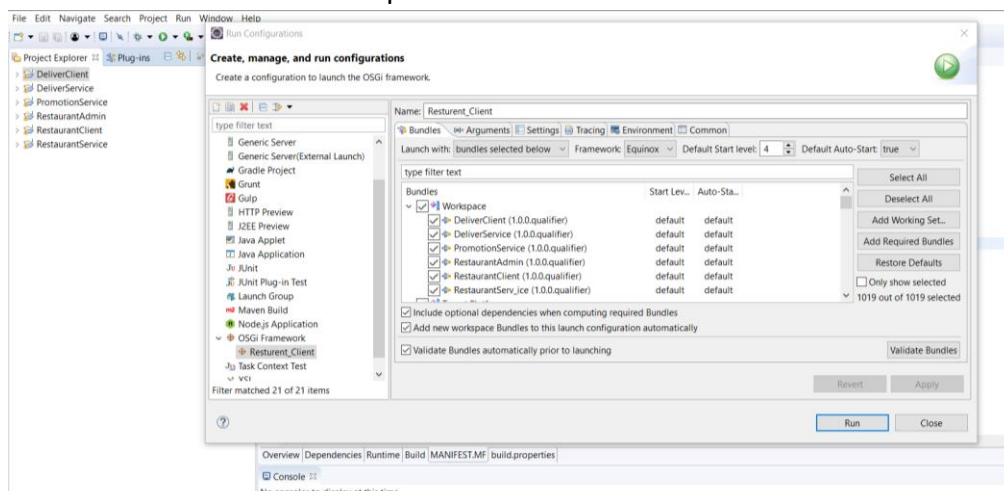 File Edit Navigate Search Project Run Window Help
Run Configurations
Project Explorer Plug-ins
DeliverClient
DeliverService
PromotionService
RestaurantAdmin
RestaurantClient
RestaurantService
Create, manage, and run configurations
Create a configuration to launch the OSGi framework.
type filter text
Generic Server
Generic Server(External Launch)
Gradle Project
Grunt
Gulp
HTTP Preview
J2EE Preview
Java Applet
Java Application
JUnit
JUnit Plug-in Test
Launch Group
Maven Build
Node.js Application
OSGi Framework
Resturent_Client
Task Context Test
Filter matched 21 of 21 items
Name: Resturent_Client
Bundles Arguments Settings Tracing Environment Common
Launch with: bundles selected below Framework: Equinox Default Start level: 4 Default Auto-Start: true
type filter text
Bundles Start Lev... Auto-Sta...
Workspace
DeliverClient (1.0.0.qualifier) default default
DeliverService (1.0.0.qualifier) default default
PromotionService (1.0.0.qualifier) default default
RestaurantAdmin (1.0.0.qualifier) default default
RestaurantClient (1.0.0.qualifier) default default
RestaurantServ_ice (1.0.0.qualifier) default default
Select All
Deselect All
Add Working Set...
Add Required Bundles
Restore Defaults
Only show selected
1019 out of 1019 selected
Include optional dependencies when computing required Bundles
Add new workspace Bundles to this launch configuration automatically
Validate Bundles automatically prior to launching Validate Bundles
Revert Apply
Run Close
Overview Dependencies Runtime Build MANIFEST.MF build.properties
Console